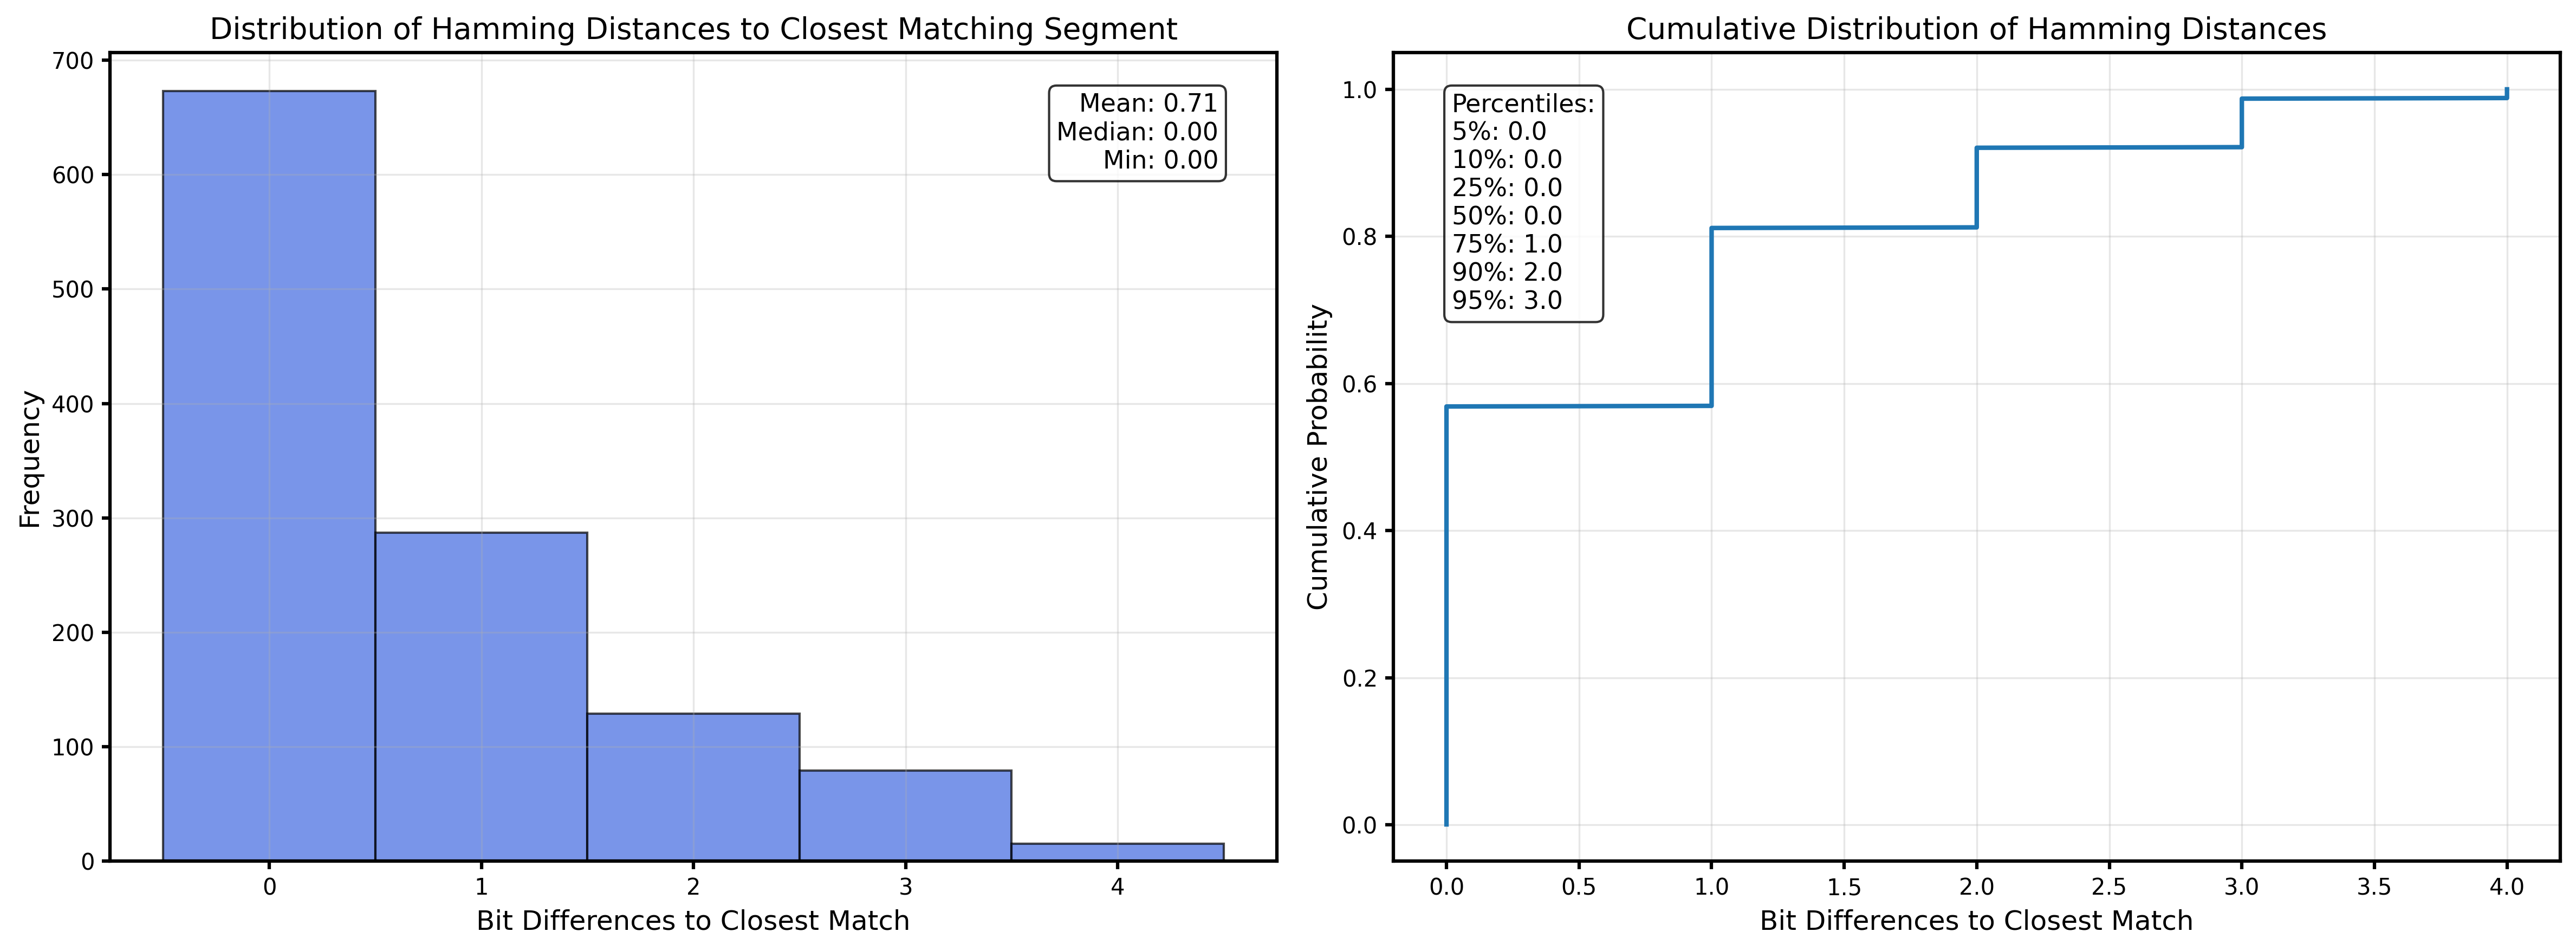 Distribution of Hamming Distances to Closest Matching Segment
700
600
500
400
300
200
100
0
Frequency
Mean: 0.71
Median: 0.00
Min: 0.00
0 1 2 3 4
Bit Differences to Closest Match
Cumulative Distribution of Hamming Distances
1.0
0.8
0.6
0.4
0.2
0.0
Cumulative Probability
Percentiles:
5%: 0.0
10%: 0.0
25%: 0.0
50%: 0.0
75%: 1.0
90%: 2.0
95%: 3.0
0.0 0.5 1.0 1.5 2.0 2.5 3.0 3.5 4.0
Bit Differences to Closest Match